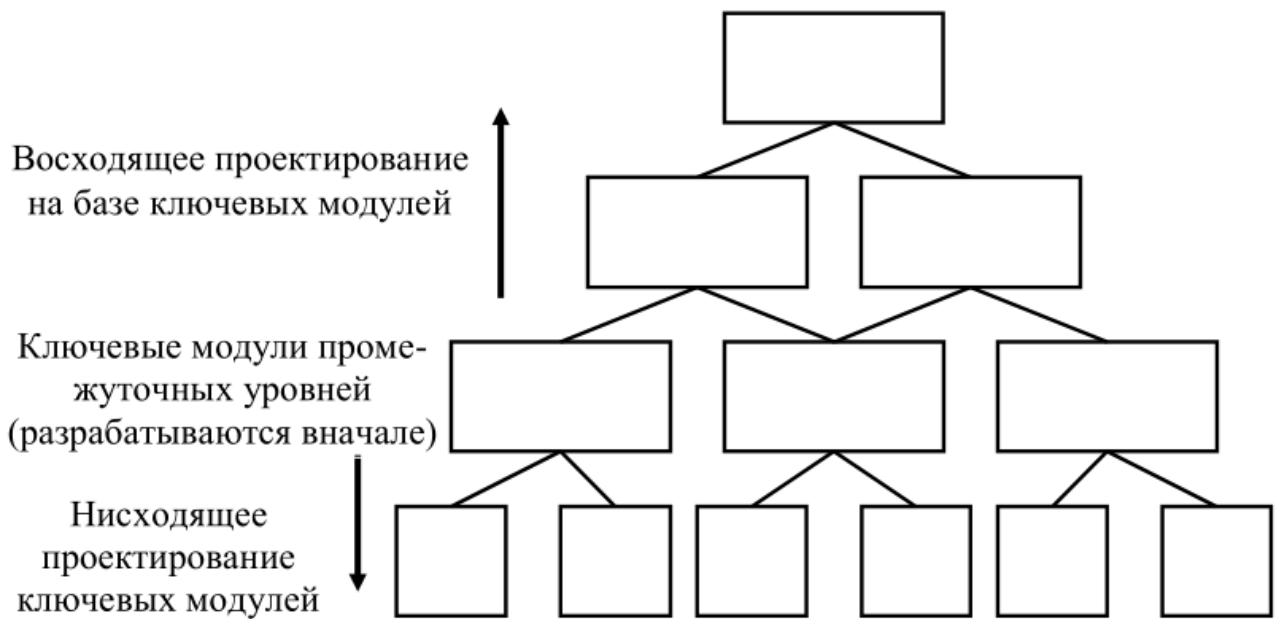 Восходящее проектирование
на базе ключевых модулей
Ключевые модули проме-
жуточных уровней
(разрабатываются вначале)
Нисходящее
проектирование
ключевых модулей